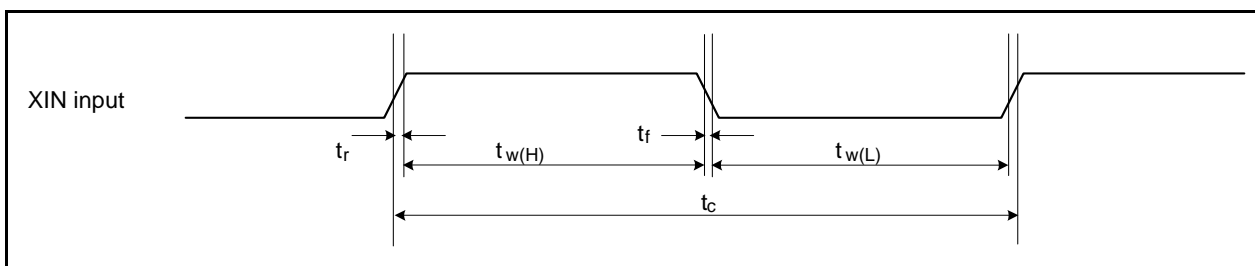 XIN input
tr
tw(H)
tf
tw(L)
tc